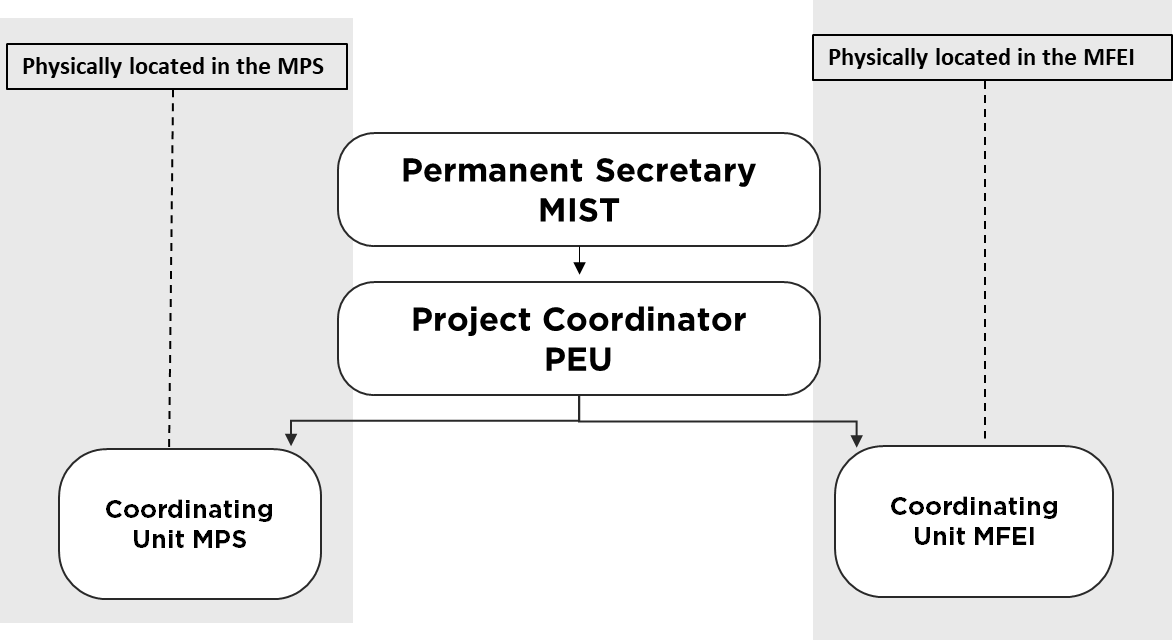 Physically located in the MPS
Physically located in the MFEI
Permanent Secretary
MIST
Project Coordinator
PEU
Coordinating
Unit MPS
Coordinating
Unit MFEI